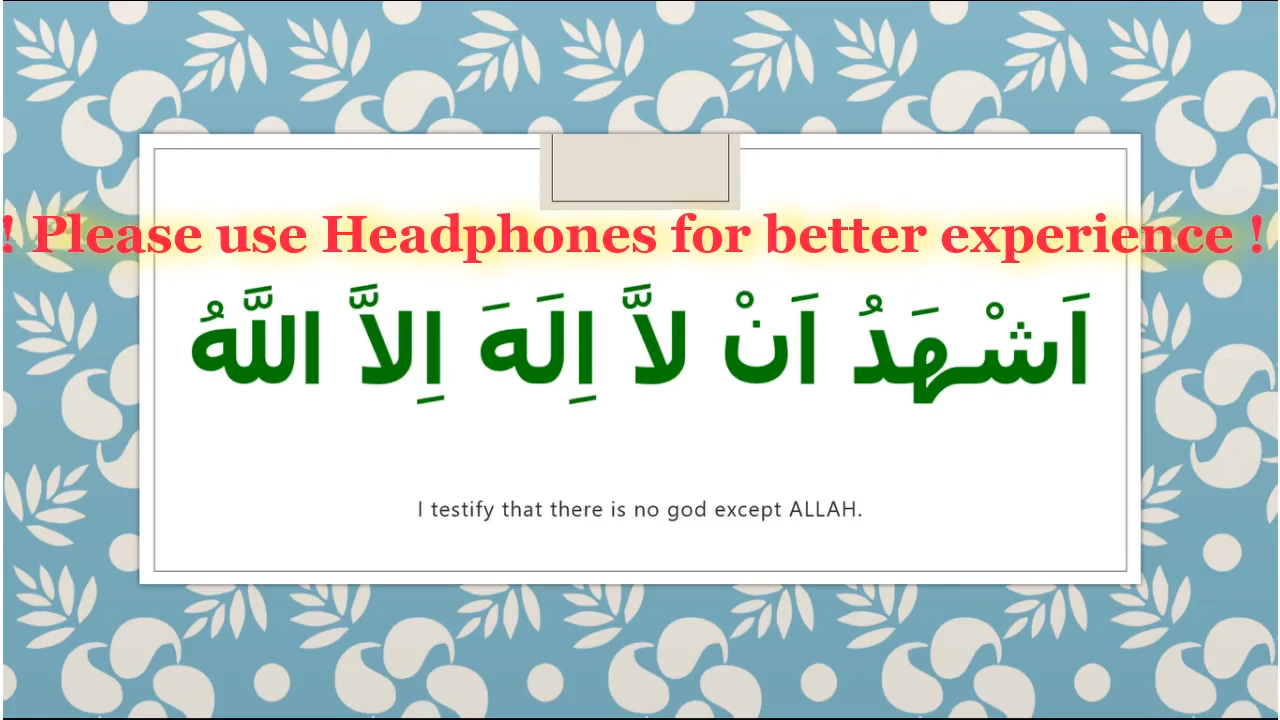 ! Please use Headphones for better experience !
اَشْهَدُ اَنْ لاَّ اِلَهَ اِلاَّ اللَّهُ
I testify that there is no god except ALLAH.